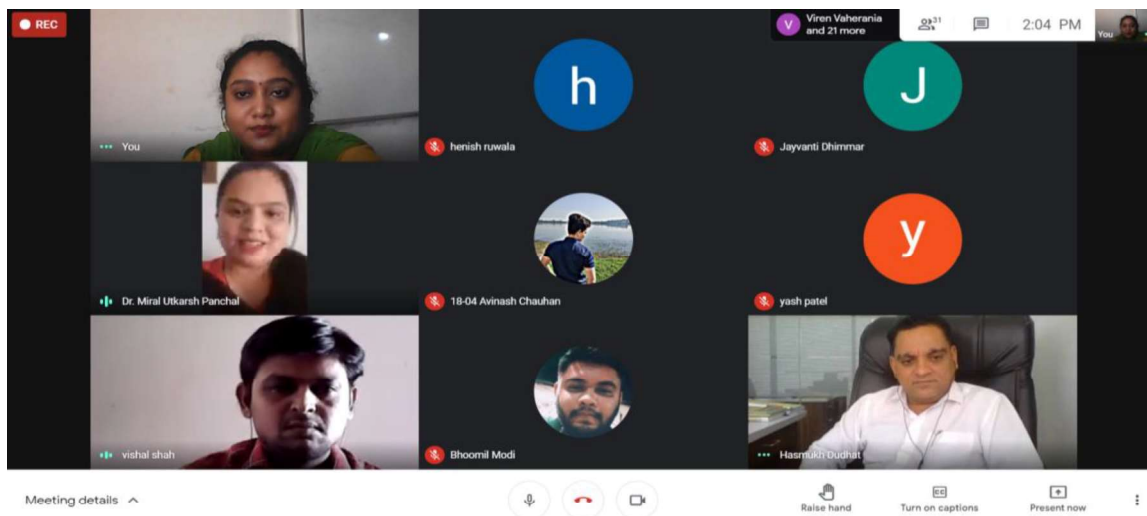 REC
V
Viren Vaherania
and 21 more
31
2:04 PM
You
You
h
henish ruwala
J
Jayvanti Dhimmar
Dr. Miral Utkarsh Panchal
18-04 Avinash Chauhan
y
yash patel
vishal shah
Bhoomil Modi
Hasmukh Dudhat
Meeting details
Raise hand
CC
Turn on captions
Present now